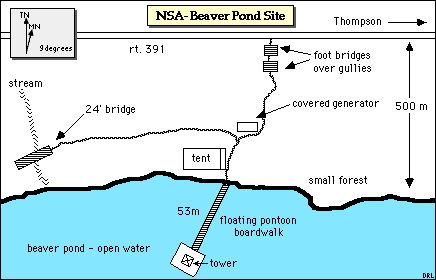 NSA-Beaver Pond Site
TN
MN
9 degrees
Thompson
rt. 391
foot bridges
over gullies
stream
24' bridge
covered generator
500 m
tent
small forest
53m
floating pontoon
boardwalk
beaver pond - open water
tower
DRL